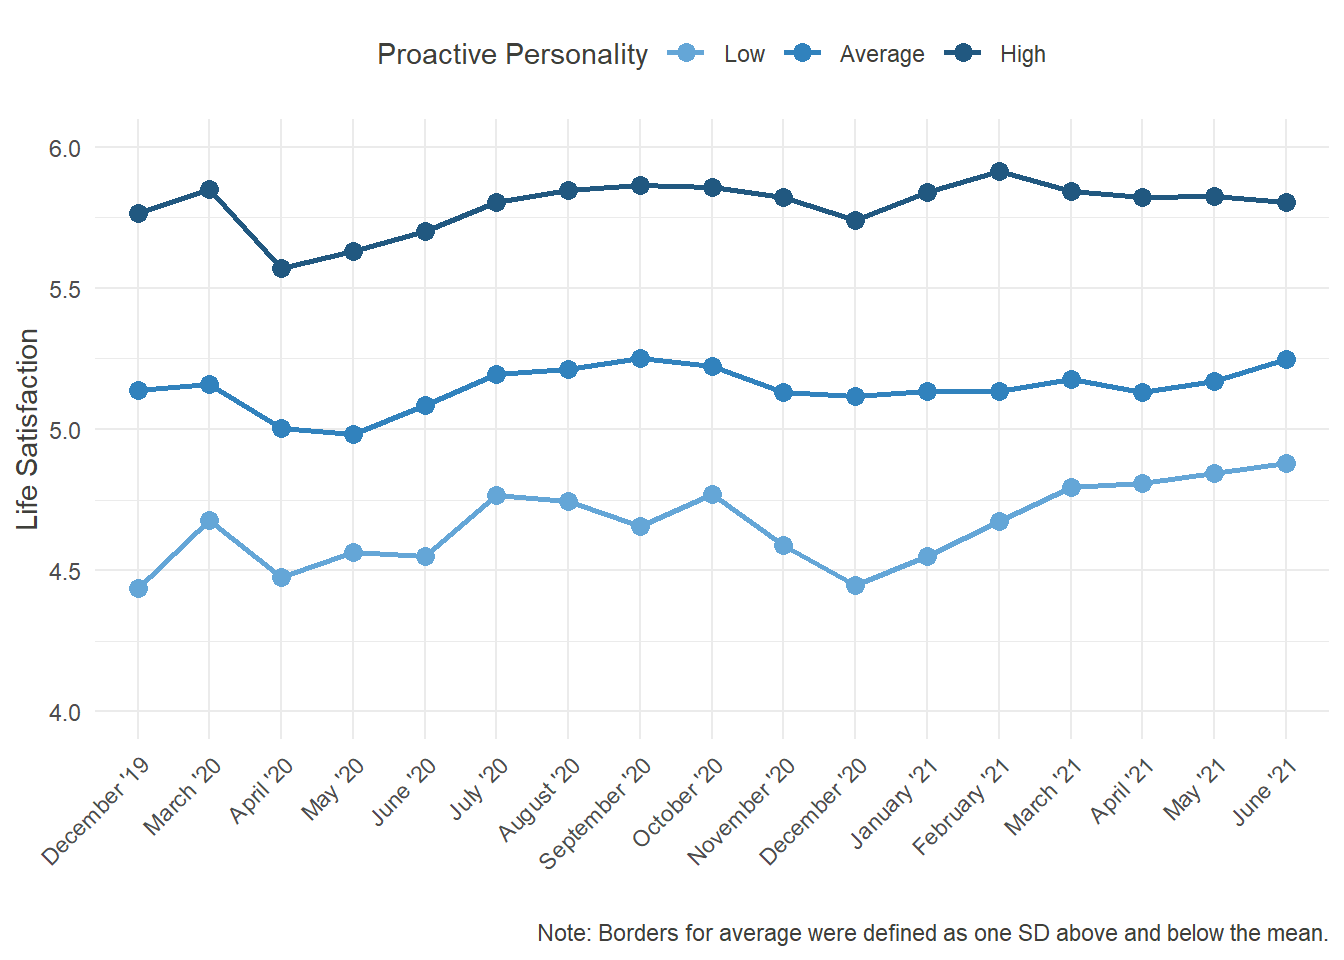 Proactive Personality Low Average High
Life Satisfaction
6.0
5.5
5.0
4.5
4.0
December '19
March '20
April '20
May '20
June '20
July '20
August '20
September '20
October '20
November '20
December '20
January '21
February '21
March '21
April '21
May '21
June '21
Note: Borders for average were defined as one SD above and below the mean.